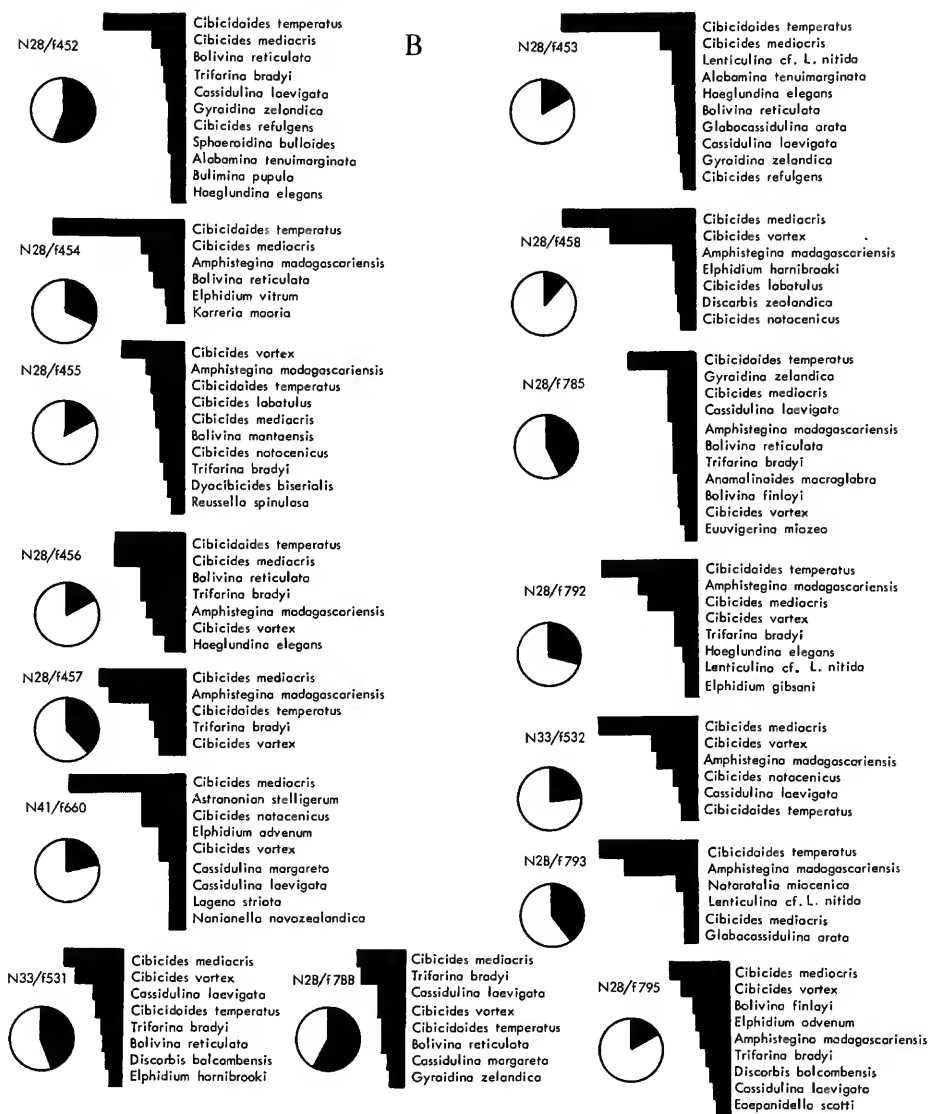 N28/f452
Cibicidoides temperatus
Cibicides mediocris
Bolivina reticulata
Trifarina bradyi
Cassidulina laevigata
Gyroidina zelandica
Cibicides refulgens
Sphaeroidina bulloides
Alabamina tenuimarginata
Bulimina pupula
Haeglundina elegans
B
N28/f453
Cibicidoides temperatus
Cibicides mediocris
Lenticulina cf. L. nitida
Alabamina tenuimarginata
Haeglundina elegans
Bolivina reticulata
Globocassidulina arata
Cassidulina laevigata
Gyroidina zelandica
Cibicides refulgens
N28/f454
Cibicidoides temperatus
Cibicides mediocris
Amphistegina madagascariensis
Bolivina reticulata
Elphidium vitrum
Karreria maoria
N28/f458
Cibicides mediocris
Cibicides vortex
Amphistegina madagascariensis
Elphidium hornibrooki
Cibicides lobatulus
Discorbis zealandica
Cibicides notocenicus
N28/f455
Cibicides vortex
Amphistegina madagascariensis
Cibicidoides temperatus
Cibicides lobatulus
Cibicides mediocris
Bolivina mantaensis
Cibicides notocenicus
Trifarina bradyi
Dyocibicides biserialis
Reussella spinulosa
N28/f785
Cibicidoides temperatus
Gyroidina zelandica
Cibicides mediocris
Cassidulina laevigata
Amphistegina madagascariensis
Bolivina reticulata
Trifarina bradyi
Anomalinoides macraglabra
Bolivina finlayi
Cibicides vortex
Euuvigerina miozeo
N28/f456
Cibicidoides temperatus
Cibicides mediocris
Bolivina reticulata
Trifarina bradyi
Amphistegina madagascariensis
Cibicides vortex
Haeglundina elegans
N28/f792
Cibicidoides temperatus
Amphistegina madagascariensis
Cibicides mediocris
Cibicides vortex
Trifarina bradyi
Hoeglundina elegans
Lenticulina cf. L. nitida
Elphidium gibsoni
N28/f457
Cibicides mediocris
Amphistegina madagascariensis
Cibicidoides temperatus
Trifarina bradyi
Cibicides vortex
N33/f532
Cibicides mediocris
Cibicides vortex
Amphistegina madagascariensis
Cibicides notocenicus
Cassidulina laevigata
Cibicidoides temperatus
N41/f660
Cibicides mediocris
Astrononian stelligerum
Cibicides notocenicus
Elphidium advenum
Cibicides vortex
Cassidulina margareta
Cassidulina laevigata
Lagena striata
Nonianella novozealandica
N28/f793
Cibicidoides temperatus
Amphistegina madagascariensis
Notorotalia miocenica
Lenticulina cf. L. nitida
Cibicides mediocris
Globocassidulina arata
N33/f531
Cibicides mediocris
Cibicides vortex
Cassidulina laevigata
Cibicidoides temperatus
Trifarina bradyi
Bolivina reticulata
Discorbis balcombensis
Elphidium hornibrooki
N28/f788
Cibicides mediocris
Trifarina bradyi
Cassidulina laevigata
Cibicides vortex
Cibicidoides temperatus
Bolivina reticulata
Cassidulina margareta
Gyroidina zelandica
N28/f795
Cibicides mediocris
Cibicides vortex
Bolivina finlayi
Elphidium advenum
Amphistegina madagascariensis
Trifarina bradyi
Discorbis balcombensis
Cassidulina laevigata
Eoepanidella scotti